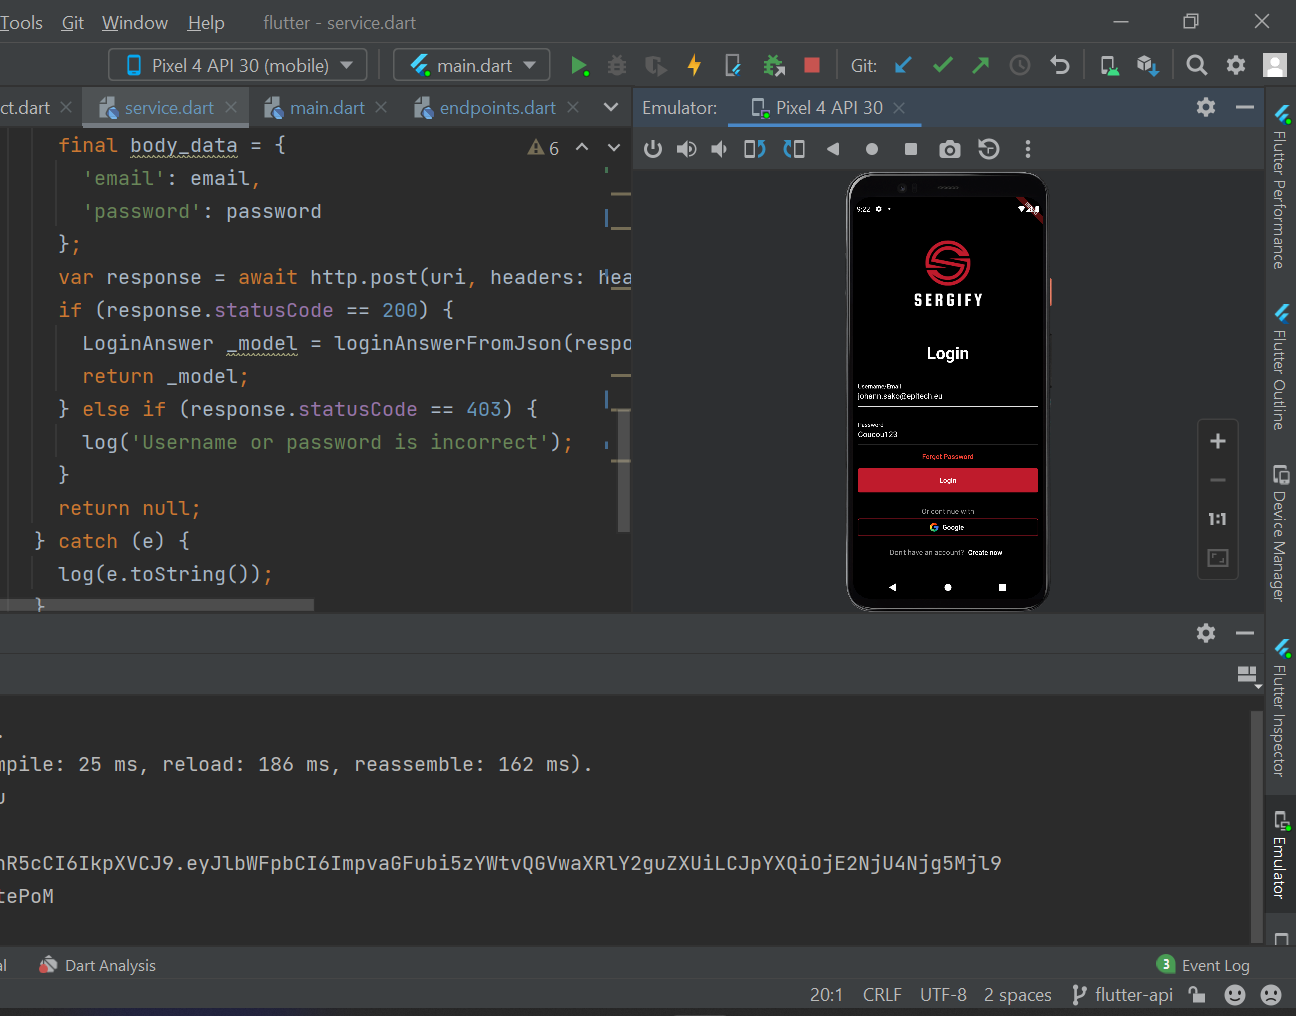 Tools Git Window Help flutter - service.dart
Pixel 4 API 30 (mobile) main.dart Git:
ct.dart service.dart main.dart endpoints.dart
Emulator: Pixel 4 API 30
final body_data = {
'email': email,
'password': password
};
var response = await http.post(uri, headers: hea
if (response.statusCode == 200) {
LoginAnswer _model = loginAnswerFromJson(respo
return _model;
} else if (response.statusCode == 403) {
log('Username or password is incorrect');
}
return null;
} catch (e) {
log(e.toString());
}
6
9:22
SERGIFY
Login
Username/Email
johann.sako@epitech.eu
Password
Coucou123
Forgot Password
Login
Or continue with
Google
Don't have an account? Create now
1:1
Flutter Performance
Flutter Outline
Device Manager
Flutter Inspector
Emulator
.
mpile: 25 ms, reload: 186 ms, reassemble: 162 ms).
u
nR5cCI6IkpXVCJ9.eyJlbWFpbCI6ImpvaGFubi5zYWtvQGVwaXRlY2guZXUiLCJpYXQiOjE2NjU4Njg5Mjl9
tePoM
al Dart Analysis 3 Event Log
20:1 CRLF UTF-8 2 spaces flutter-api